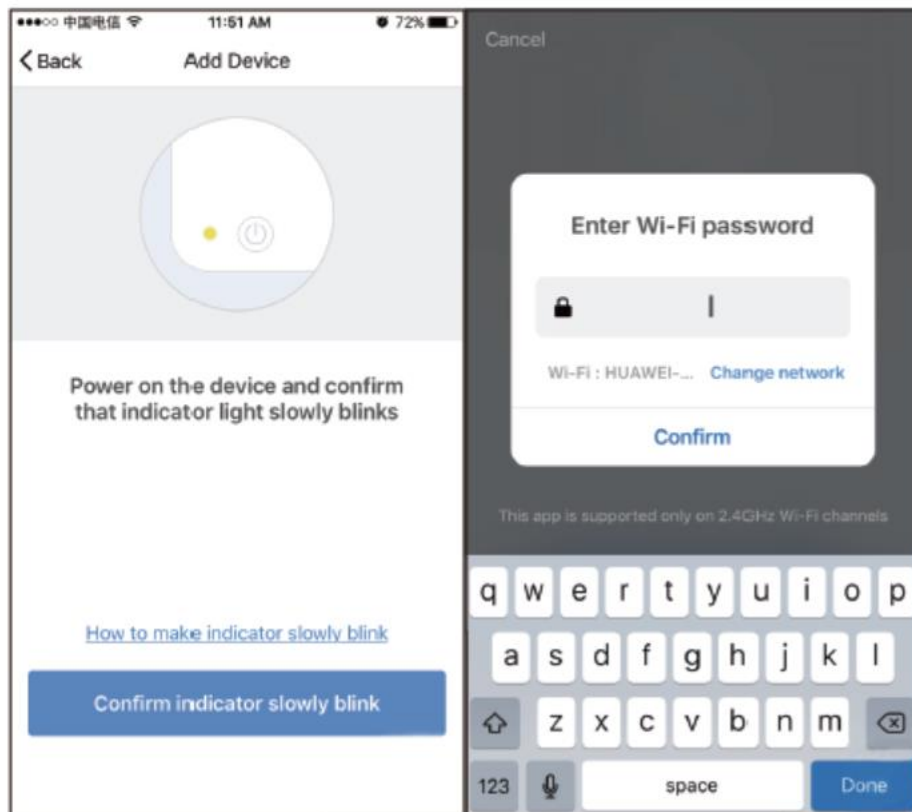 中国电信
11:51 AM
72%
Back
Add Device
Power on the device and confirm
that indicator light slowly blinks
How to make indicator slowly blink
Confirm indicator slowly blink
Cancel
Enter Wi-Fi password
Wi-Fi : HUAWEI-... Change network
Confirm
This app is supported only on 2.4GHz Wi-Fi channels
q w e r t y u i o p
a s d f g h j k l
z x c v b n m
123 space Done